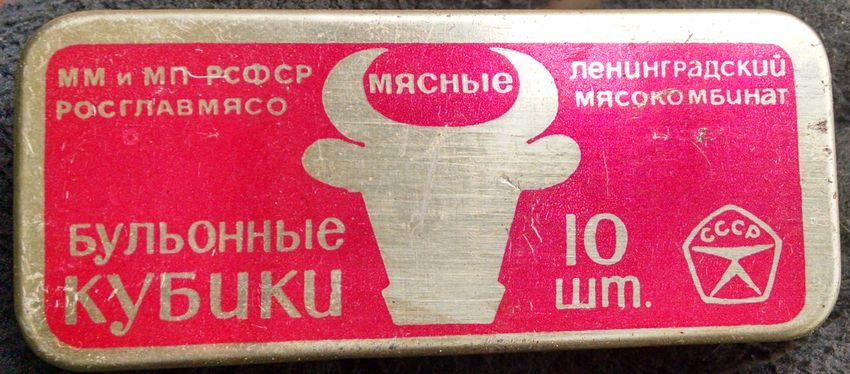 ММ и МП РСФСР
РОСГЛАВМЯСО
МЯСНЫЕ
ЛЕНИНГРАДСКИЙ
МЯСОКОМБИНАТ
БУЛЬОННЫЕ
КУБИКИ
10
шт.
СССР